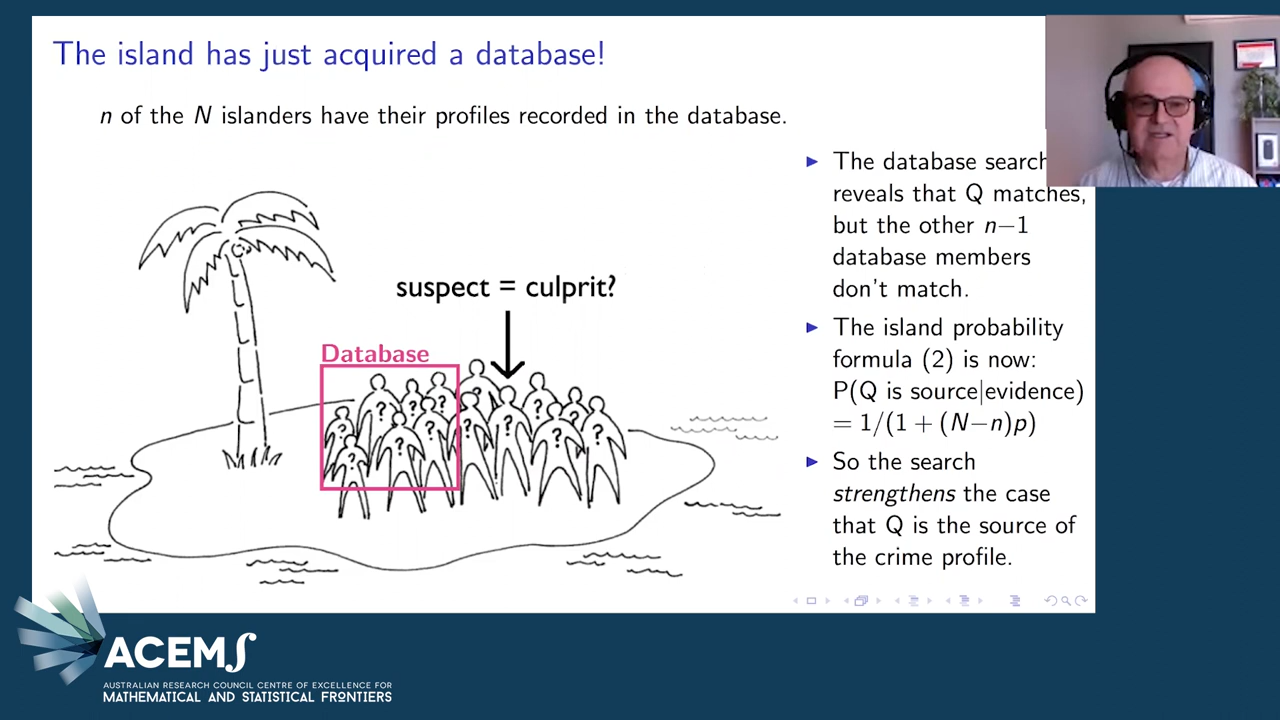 The island has just acquired a database!
n of the N islanders have their profiles recorded in the database.
▶ The database search
reveals that Q matches,
but the other n−1
database members
don't match.
▶ The island probability
formula (2) is now:
P(Q is source|evidence)
= 1/(1 + (N−n)p)
▶ So the search
strengthens the case
that Q is the source of
the crime profile.
suspect = culprit?
Database
? ? ? ? ? ? ? ? ? ? ? ?
ACEMS
AUSTRALIAN RESEARCH COUNCIL CENTRE OF EXCELLENCE FOR
MATHEMATICAL AND STATISTICAL FRONTIERS